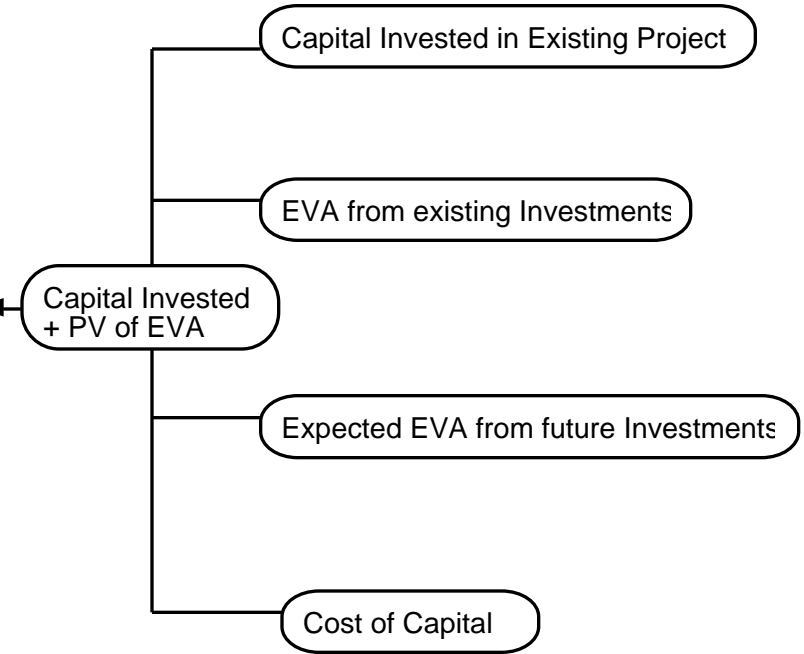 Capital Invested in Existing Project
EVA from existing Investments
Capital Invested
+ PV of EVA
Expected EVA from future Investments
Cost of Capital